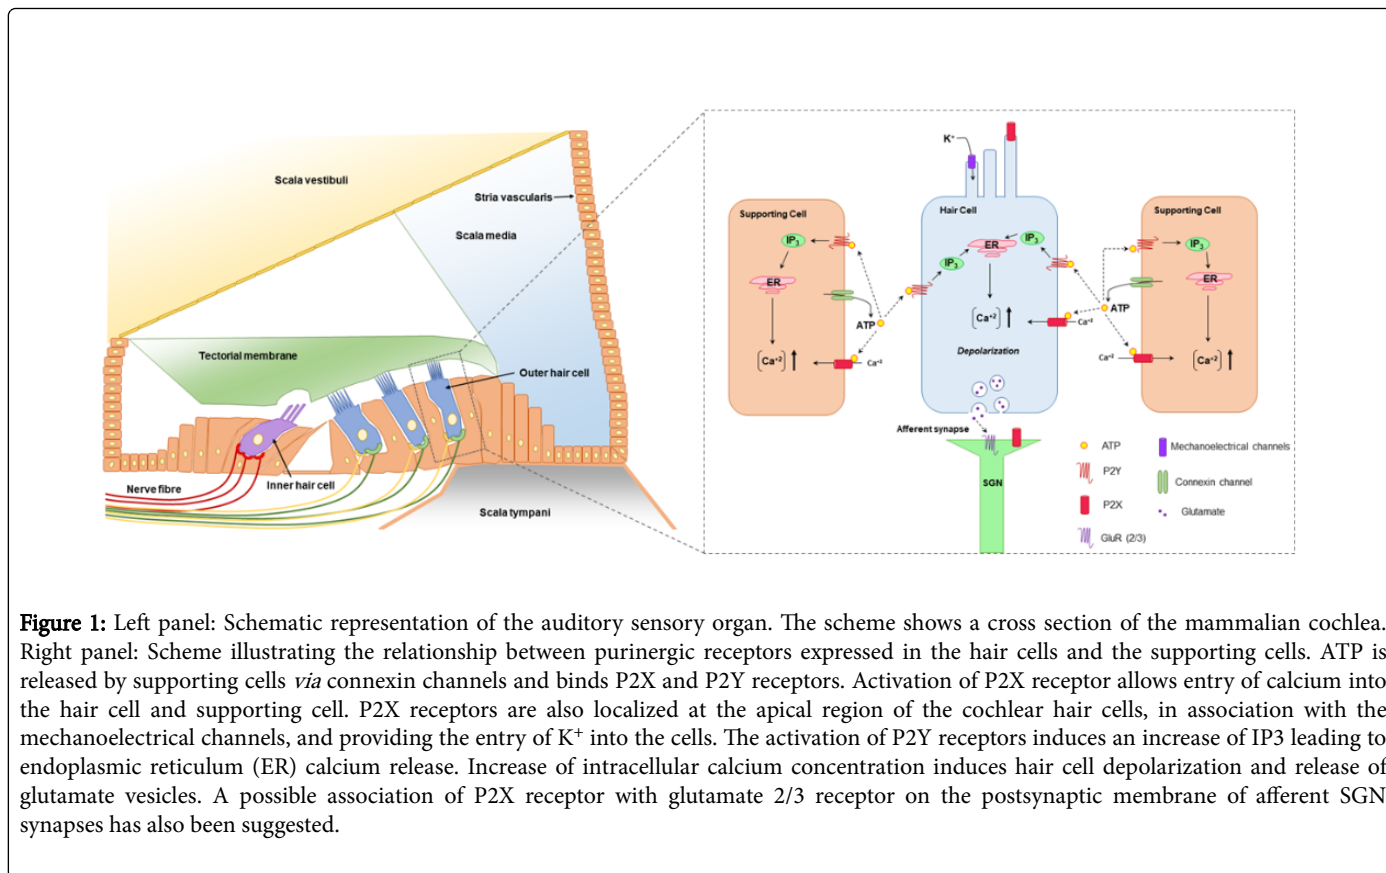 Scala vestibuli
Stria vascularis
Scala media
Tectorial membrane
Outer hair cell
Nerve fibre
Inner hair cell
Scala tympani
K⁺
Supporting Cell
Hair Cell
Supporting Cell
IP₃
ER
IP₃
ER
IP₃
IP₃
ER
ATP
ATP
[Ca⁺²]
Ca⁺²
[Ca⁺²]
Ca⁺²
Ca⁺²
[Ca⁺²]
Depolarization
Afferent synapse
SGN
ATP
P2Y
P2X
GluR (2/3)
Mechanoelectrical channels
Connexin channel
Glutamate
Figure 1: Left panel: Schematic representation of the auditory sensory organ. The scheme shows a cross section of the mammalian cochlea.
Right panel: Scheme illustrating the relationship between purinergic receptors expressed in the hair cells and the supporting cells. ATP is
released by supporting cells via connexin channels and binds P2X and P2Y receptors. Activation of P2X receptor allows entry of calcium into
the hair cell and supporting cell. P2X receptors are also localized at the apical region of the cochlear hair cells, in association with the
mechanoelectrical channels, and providing the entry of K⁺ into the cells. The activation of P2Y receptors induces an increase of IP3 leading to
endoplasmic reticulum (ER) calcium release. Increase of intracellular calcium concentration induces hair cell depolarization and release of
glutamate vesicles. A possible association of P2X receptor with glutamate 2/3 receptor on the postsynaptic membrane of afferent SGN
synapses has also been suggested.